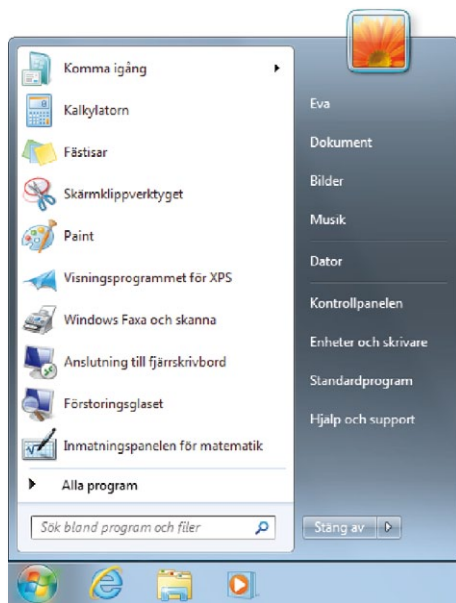 Komma igång
Kalkylatorn
Fästisar
Skärmklippverktyget
Paint
Visningsprogrammet för XPS
Windows Faxa och skanna
Anslutning till fjärrskrivbord
Förstoringsglaset
Inmatningspanelen för matematik
Alla program
Sök bland program och filer
Eva
Dokument
Bilder
Musik
Dator
Kontrollpanelen
Enheter och skrivare
Standardprogram
Hjälp och support
Stäng av